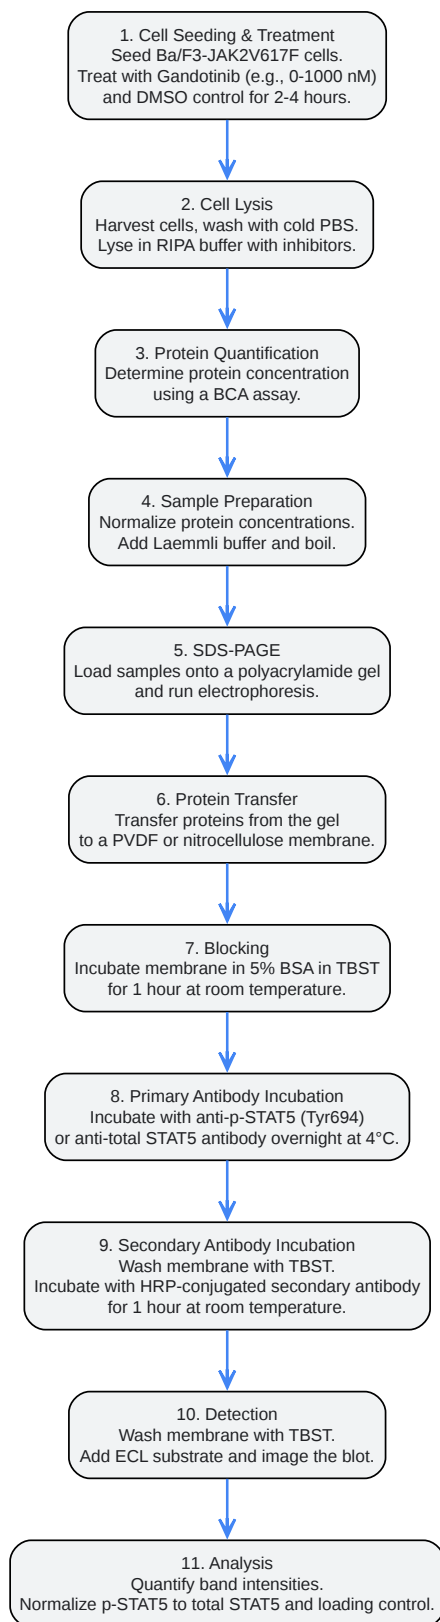 1. Cell Seeding & Treatment
Seed Ba/F3-JAK2V617F cells.
Treat with Gandotinib (e.g., 0-1000 nM)
and DMSO control for 2-4 hours.
2. Cell Lysis
Harvest cells, wash with cold PBS.
Lyse in RIPA buffer with inhibitors.
3. Protein Quantification
Determine protein concentration
using a BCA assay.
4. Sample Preparation
Normalize protein concentrations.
Add Laemmli buffer and boil.
5. SDS-PAGE
Load samples onto a polyacrylamide gel
and run electrophoresis.
6. Protein Transfer
Transfer proteins from the gel
to a PVDF or nitrocellulose membrane.
7. Blocking
Incubate membrane in 5% BSA in TBST
for 1 hour at room temperature.
8. Primary Antibody Incubation
Incubate with anti-p-STAT5 (Tyr694)
or anti-total STAT5 antibody overnight at 4°C.
9. Secondary Antibody Incubation
Wash membrane with TBST.
Incubate with HRP-conjugated secondary antibody
for 1 hour at room temperature.
10. Detection
Wash membrane with TBST.
Add ECL substrate and image the blot.
11. Analysis
Quantify band intensities.
Normalize p-STAT5 to total STAT5 and loading control.